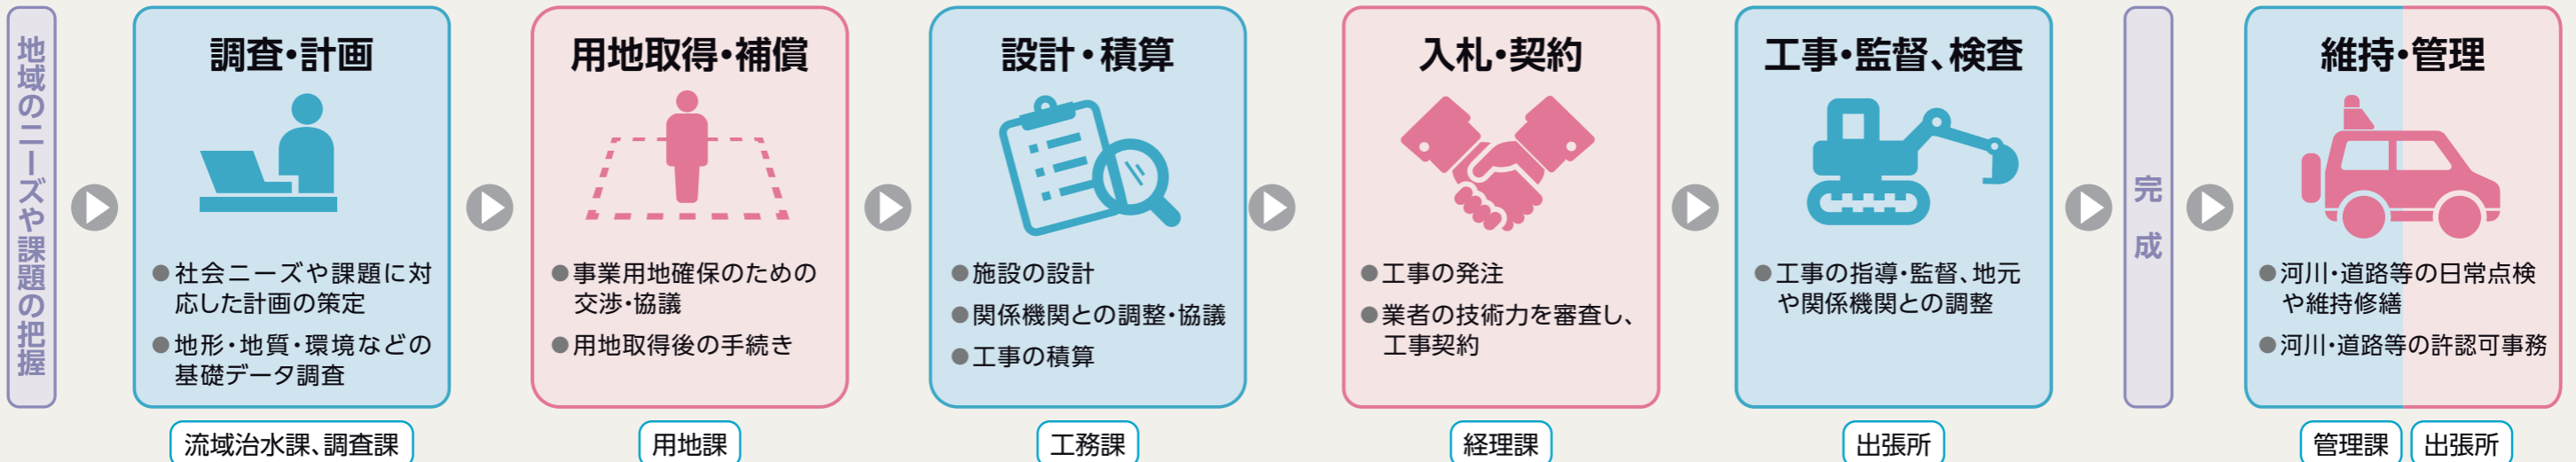 地域のニーズや課題の把握
調査・計画
●社会ニーズや課題に対
応した計画の策定
●地形・地質・環境などの
基礎データ調査
流域治水課、調査課
用地取得・補償
●事業用地確保のための
交渉・協議
●用地取得後の手続き
用地課
設計・積算
●施設の設計
●関係機関との調整・協議
●工事の積算
工務課
入札・契約
●工事の発注
●業者の技術力を審査し、
工事契約
経理課
工事・監督、検査
●工事の指導・監督、地元
や関係機関との調整
出張所
完成
維持・管理
●河川・道路等の日常点検
や維持修繕
●河川・道路等の許認可事務
管理課
出張所